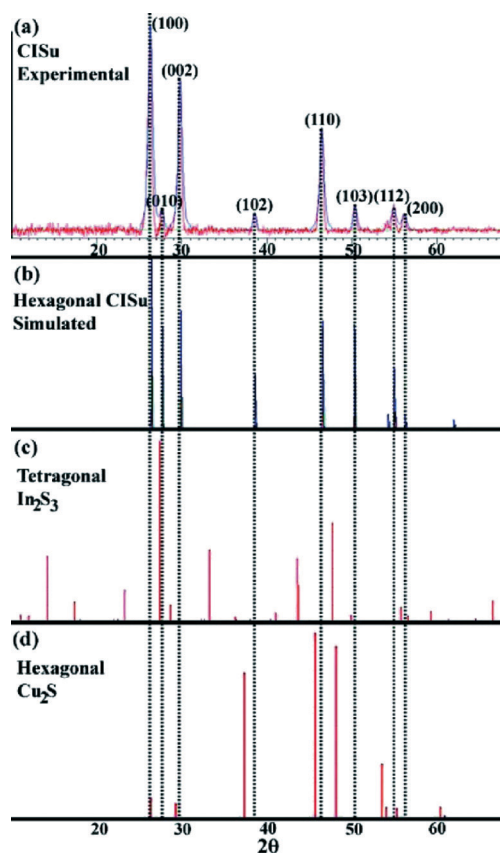 (a)
CISu
Experimental
(100)
(002)
(010)
(102)
(110)
(103)
(112)
(200)
20 30 40 50 60
(b)
Hexagonal CISu
Simulated
(c)
Tetragonal
In₂S₃
(d)
Hexagonal
Cu₂S
20 30 40 50 60
2θ